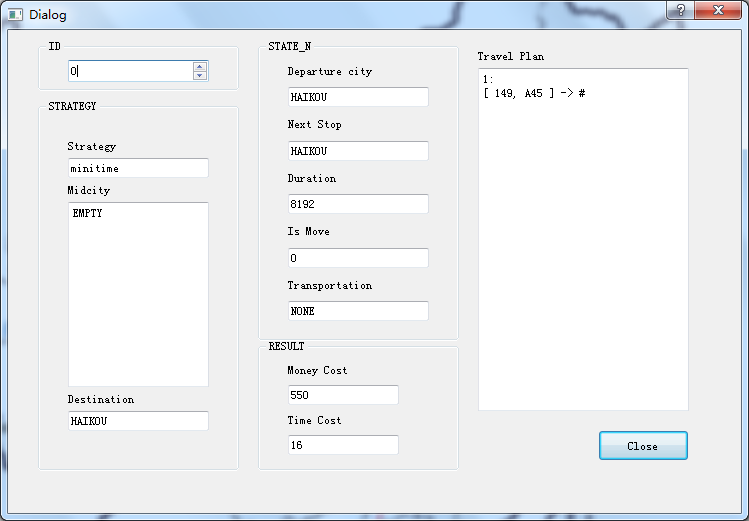 Dialog
ID
0
STRATEGY
Strategy
minitime
Midcity
EMPTY
Destination
HAIKOU
STATE_N
Departure city
HAIKOU
Next Stop
HAIKOU
Duration
8192
Is Move
0
Transportation
NONE
RESULT
Money Cost
550
Time Cost
16
Travel Plan
1:
[ 149, A45 ] -> #
Close